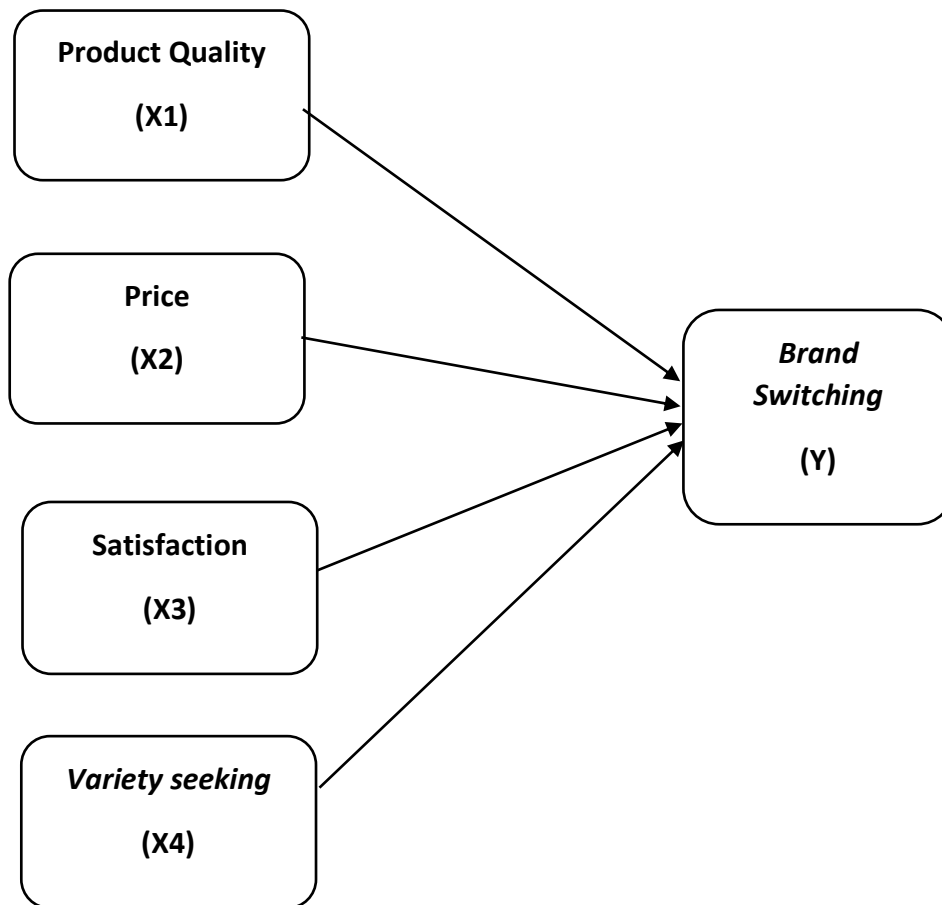 Product Quality
(X1)
Price
(X2)
Satisfaction
(X3)
Variety seeking
(X4)
Brand
Switching
(Y)